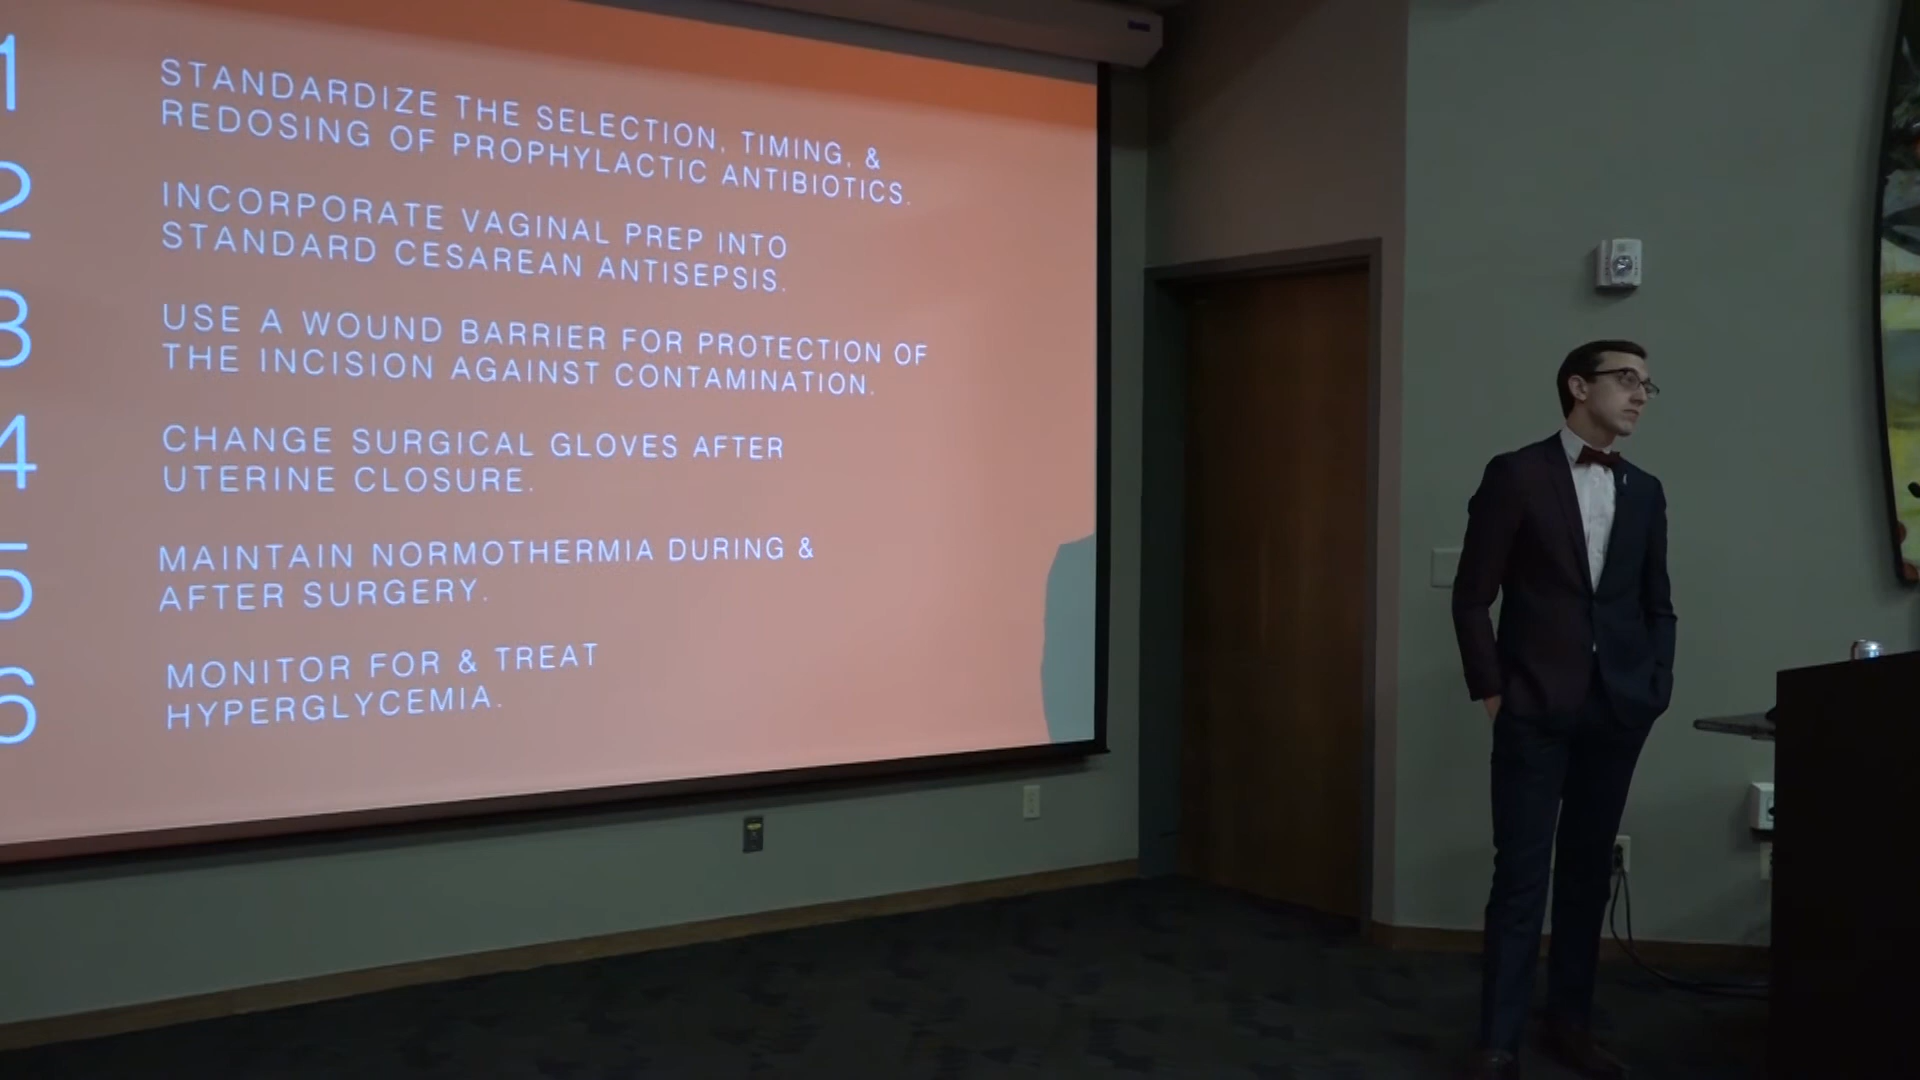 1
STANDARDIZE THE SELECTION, TIMING, &
REDOSING OF PROPHYLACTIC ANTIBIOTICS.
2
INCORPORATE VAGINAL PREP INTO
STANDARD CESAREAN ANTISEPSIS.
3
USE A WOUND BARRIER FOR PROTECTION OF
THE INCISION AGAINST CONTAMINATION.
4
CHANGE SURGICAL GLOVES AFTER
UTERINE CLOSURE.
5
MAINTAIN NORMOTHERMIA DURING &
AFTER SURGERY.
6
MONITOR FOR & TREAT
HYPERGLYCEMIA.